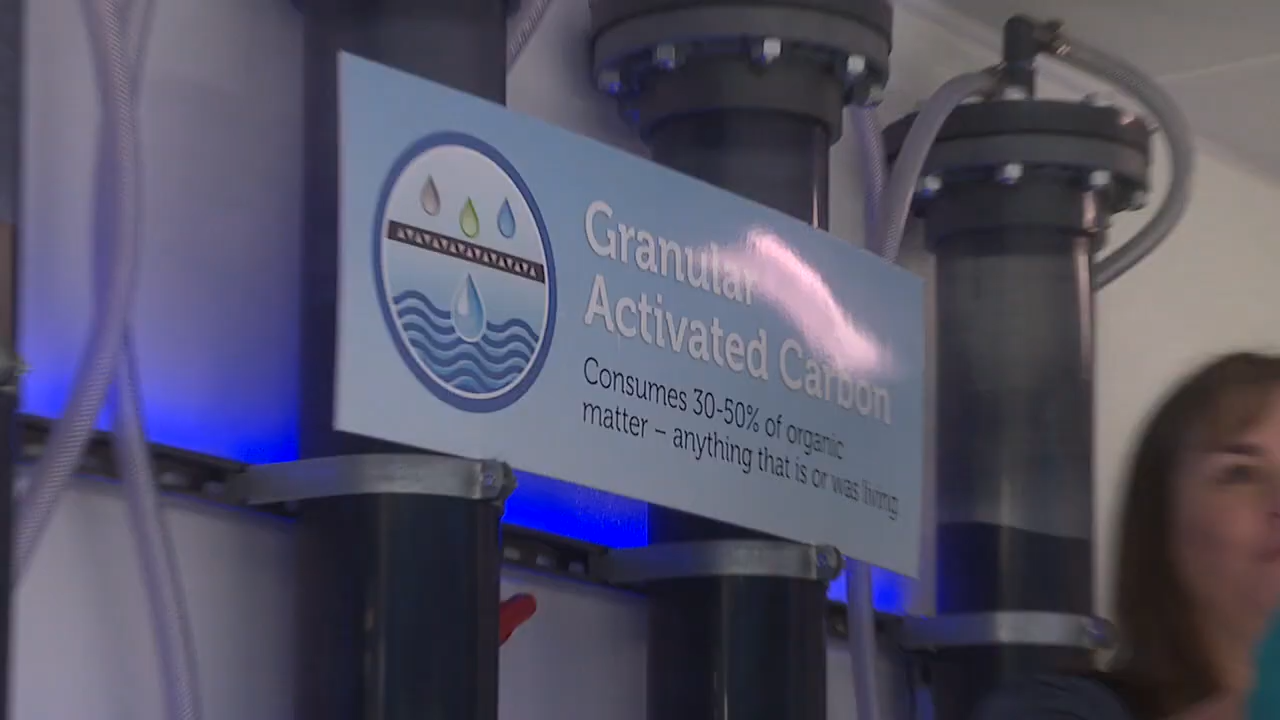 Granular
Activated Carbon
Consumes 30-50% of organic
matter – anything that is or was living